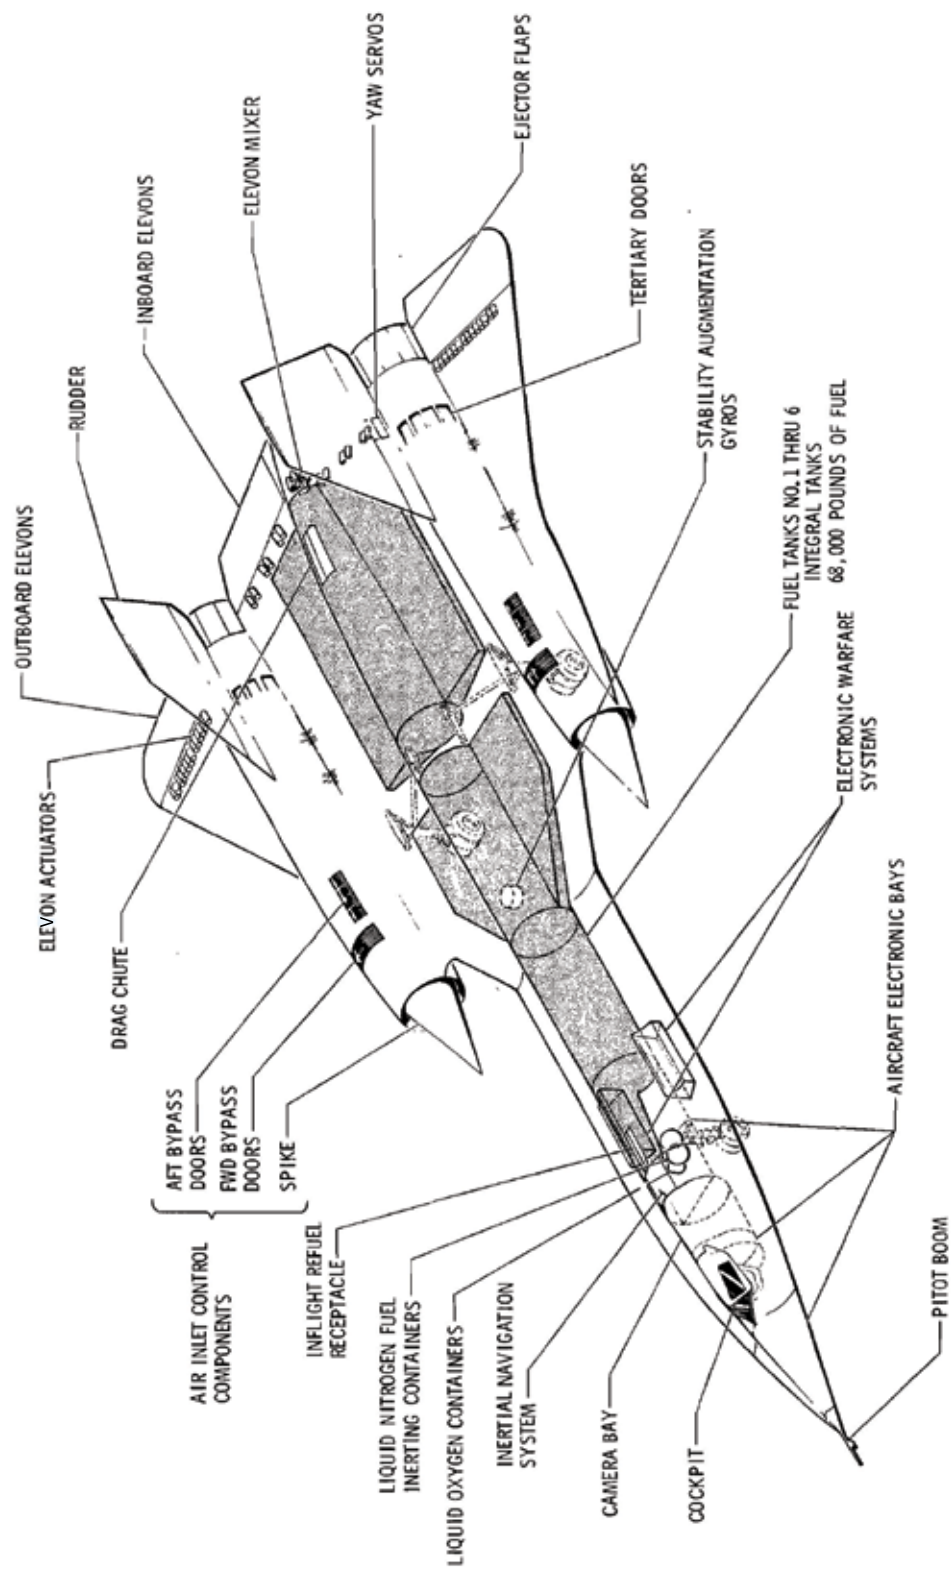 OUTBOARD ELEVONS
RUDDER
INBOARD ELEVONS
ELEVON MIXER
YAW SERVOS
ELEVON ACTUATORS
DRAG CHUTE
AIR INLET CONTROL
COMPONENTS
AFT BYPASS
DOORS
FWD BYPASS
DOORS
SPIKE
INFLIGHT REFUEL
RECEPTACLE
LIQUID NITROGEN FUEL
INERTING CONTAINERS
LIQUID OXYGEN CONTAINERS
INERTIAL NAVIGATION
SYSTEM
CAMERA BAY
COCKPIT
PITOT BOOM
AIRCRAFT ELECTRONIC BAYS
ELECTRONIC WARFARE
SYSTEMS
FUEL TANKS NO. 1 THRU 6
INTEGRAL TANKS
68,000 POUNDS OF FUEL
STABILITY AUGMENTATION
GYROS
TERTIARY DOORS
EJECTOR FLAPS